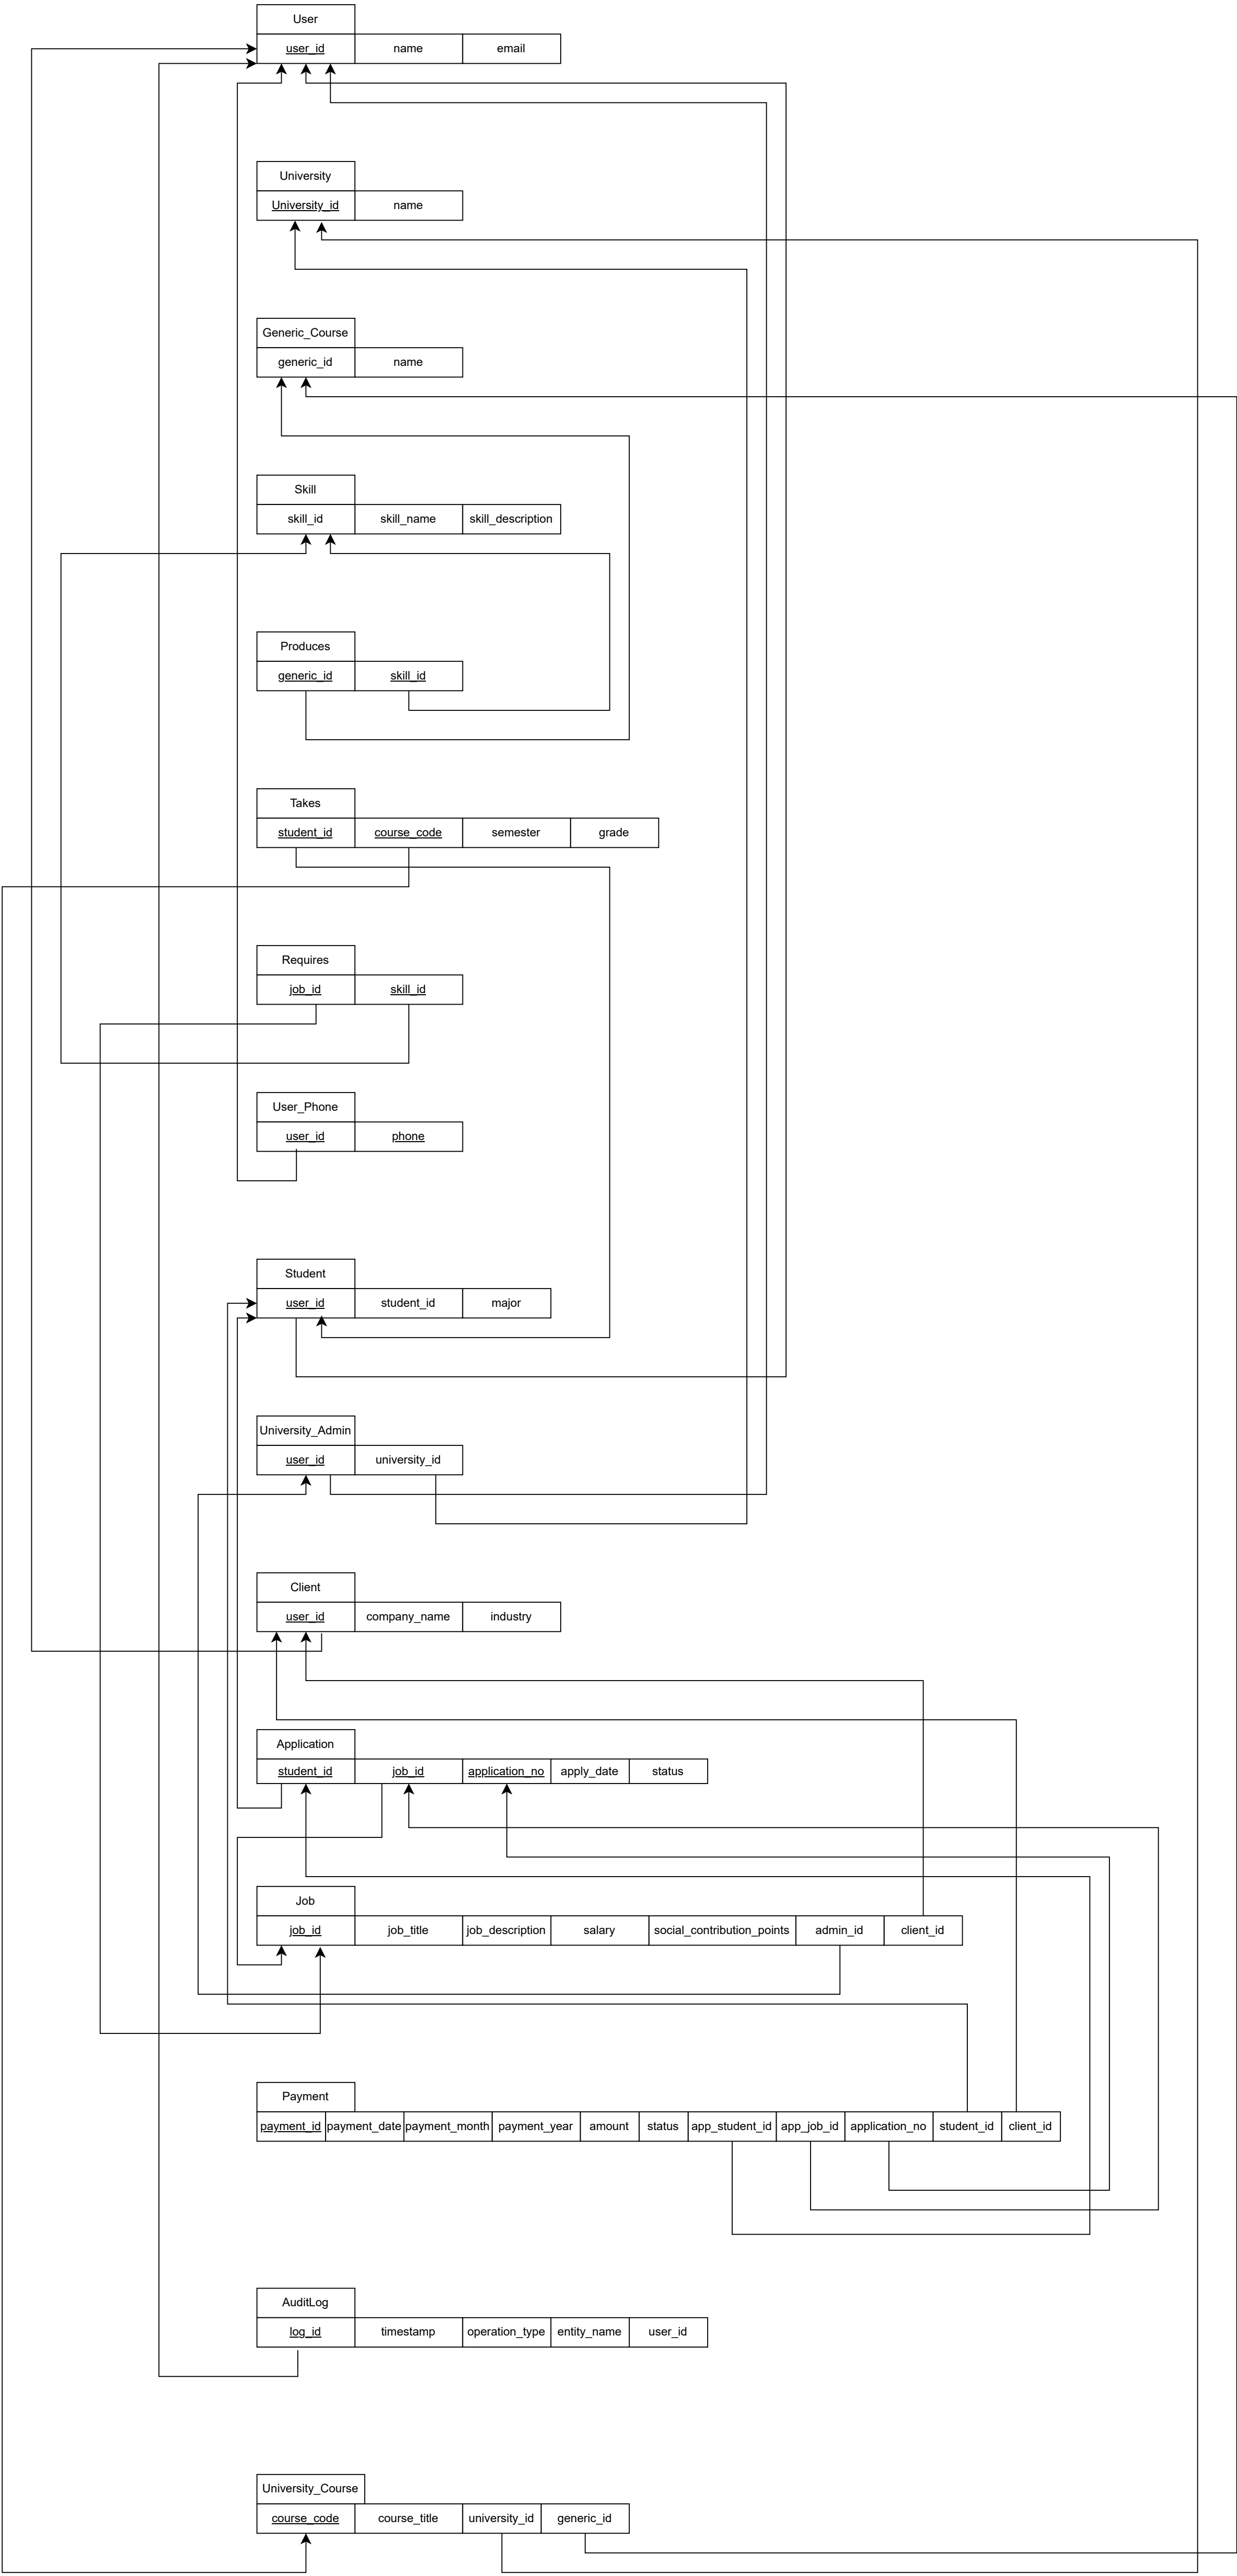 User
user_id name email
University
University_id name
Generic_Course
generic_id name
Skill
skill_id skill_name skill_description
Produces
generic_id skill_id
Takes
student_id course_code semester grade
Requires
job_id skill_id
User_Phone
user_id phone
Student
user_id student_id major
University_Admin
user_id university_id
Client
user_id company_name industry
Application
student_id job_id application_no apply_date status
Job
job_id job_title job_description salary social_contribution_points admin_id client_id
Payment
payment_id payment_date payment_month payment_year amount status app_student_id app_job_id application_no student_id client_id
AuditLog
log_id timestamp operation_type entity_name user_id
University_Course
course_code course_title university_id generic_id